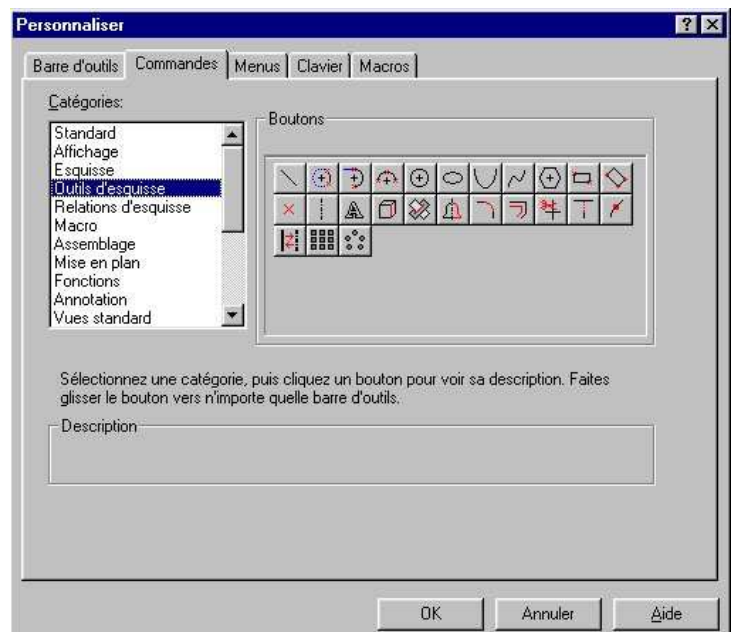 Personnaliser
Barre d'outils Commandes Menus Clavier Macros
Catégories:
Boutons
Standard
Affichage
Esquisse
Outils d'esquisse
Relations d'esquisse
Macro
Assemblage
Mise en plan
Fonctions
Annotation
Vues standard
Sélectionnez une catégorie, puis cliquez un bouton pour voir sa description. Faites
glisser le bouton vers n'importe quelle barre d'outils.
Description
OK Annuler Aide